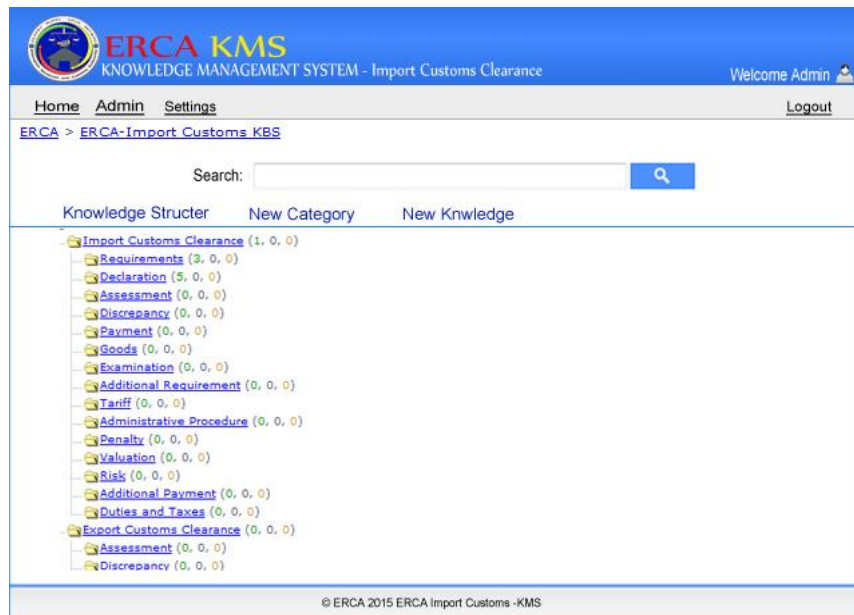 ERCA KMS
KNOWLEDGE MANAGEMENT SYSTEM - Import Customs Clearance
Welcome Admin
Home Admin Settings Logout
ERCA > ERCA-Import Customs KBS
Search:
Knowledge Structer New Category New Knwledge
Import Customs Clearance (1, 0, 0)
Requirements (3, 0, 0)
Declaration (5, 0, 0)
Assessment (0, 0, 0)
Discrepancy (0, 0, 0)
Payment (0, 0, 0)
Goods (0, 0, 0)
Examination (0, 0, 0)
Additional Requirement (0, 0, 0)
Tariff (0, 0, 0)
Administrative Procedure (0, 0, 0)
Penalty (0, 0, 0)
Valuation (0, 0, 0)
Risk (0, 0, 0)
Additional Payment (0, 0, 0)
Duties and Taxes (0, 0, 0)
Export Customs Clearance (0, 0, 0)
Assessment (0, 0, 0)
Discrepancy (0, 0, 0)
© ERCA 2015 ERCA Import Customs -KMS